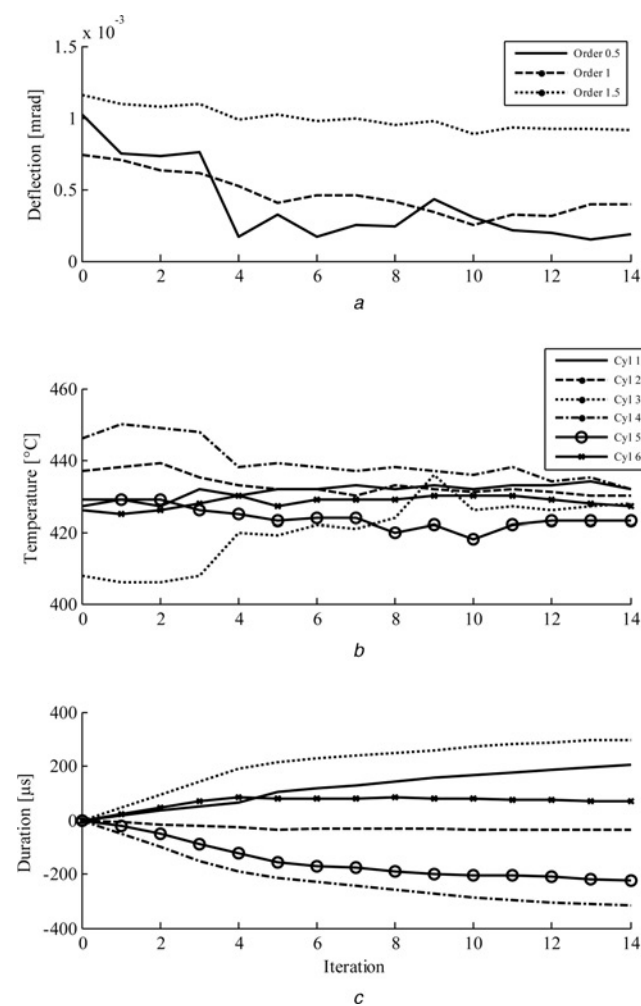 × 10⁻³
1.5
1
0.5
0
Deflection [mrad]
Order 0.5
Order 1
Order 1.5
0 2 4 6 8 10 12 14
a
460
440
420
400
Temperature [°C]
Cyl 1
Cyl 2
Cyl 3
Cyl 4
Cyl 5
Cyl 6
0 2 4 6 8 10 12 14
b
400
200
0
-200
-400
Duration [µs]
0 2 4 6 8 10 12 14
Iteration
c